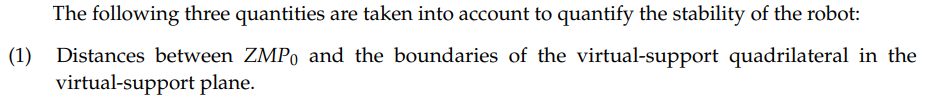 The following three quantities are taken into account to quantify the stability of the robot:
(1) Distances between ZMP₀ and the boundaries of the virtual-support quadrilateral in the
virtual-support plane.